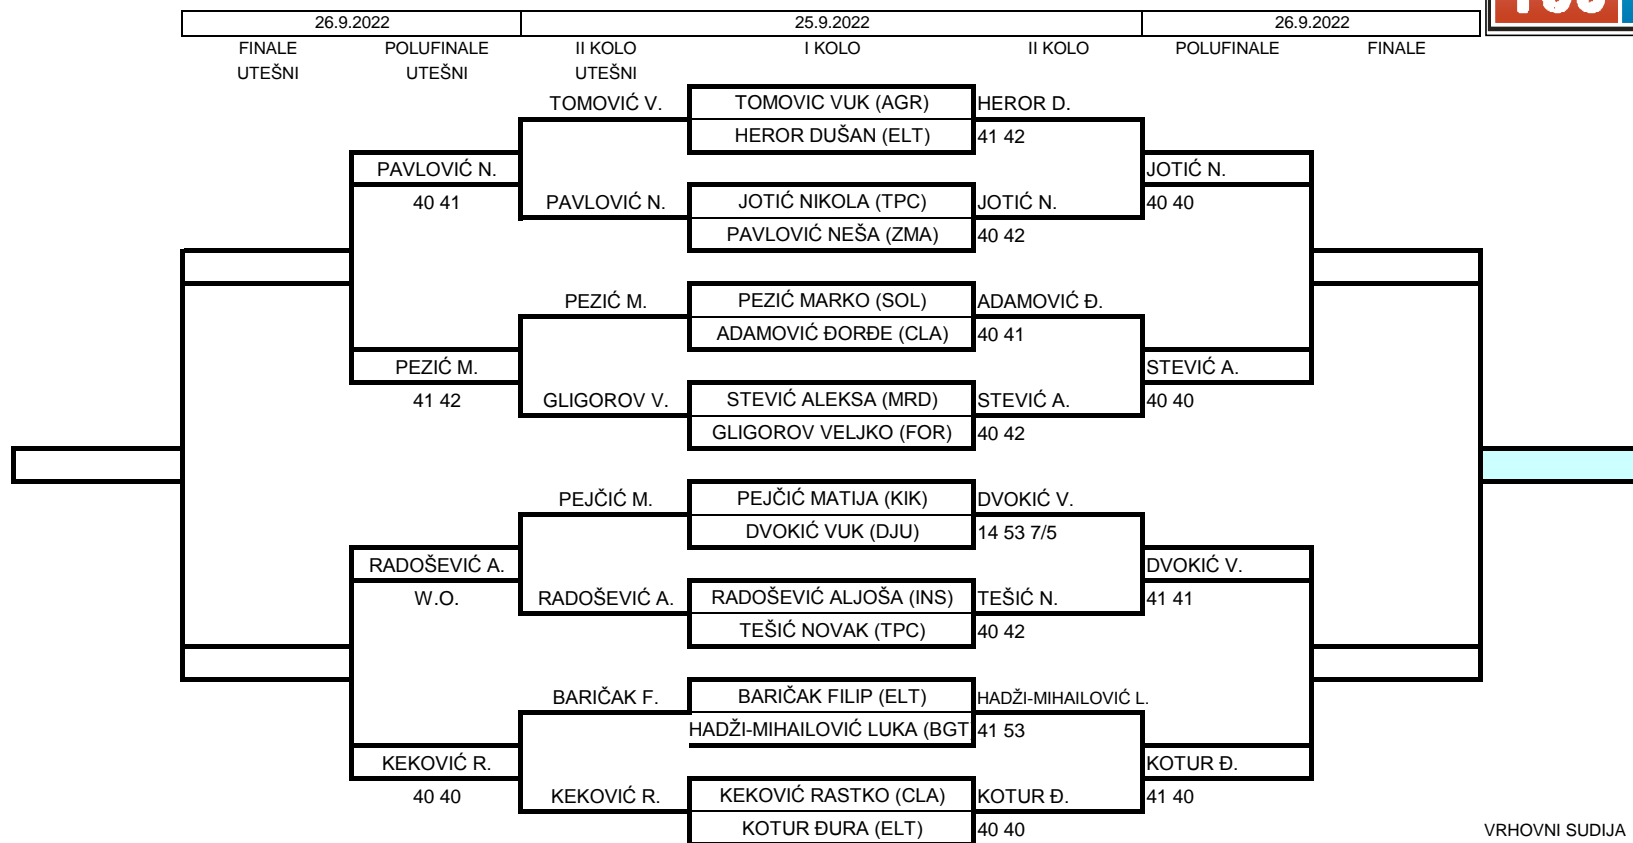 26.9.2022 25.9.2022 26.9.2022
FINALE POLUFINALE II KOLO I KOLO II KOLO POLUFINALE FINALE
UTEŠNI UTEŠNI UTEŠNI
TOMOVIĆ V. TOMOVIC VUK (AGR) HEROR D.
HEROR DUŠAN (ELT) 41 42
PAVLOVIĆ N. JOTIĆ N.
40 41 PAVLOVIĆ N. JOTIĆ NIKOLA (TPC) JOTIĆ N. 40 40
PAVLOVIĆ NEŠA (ZMA) 40 42
PEZIĆ M. PEZIĆ MARKO (SOL) ADAMOVIĆ Đ.
ADAMOVIĆ ĐORĐE (CLA) 40 41
PEZIĆ M. STEVIĆ A.
41 42 GLIGOROV V. STEVIĆ ALEKSA (MRD) STEVIĆ A. 40 40
GLIGOROV VELJKO (FOR) 40 42
PEJČIĆ M. PEJČIĆ MATIJA (KIK) DVOKIĆ V.
DVOKIĆ VUK (DJU) 14 53 7/5
RADOŠEVIĆ A. DVOKIĆ V.
W.O. RADOŠEVIĆ A. RADOŠEVIĆ ALJOŠA (INS) TEŠIĆ N. 41 41
TEŠIĆ NOVAK (TPC) 40 42
BARIČAK F. BARIČAK FILIP (ELT) HADŽI-MIHAILOVIĆ L.
HADŽI-MIHAILOVIĆ LUKA (BGT 41 53
KEKOVIĆ R. KOTUR Đ.
40 40 KEKOVIĆ R. KEKOVIĆ RASTKO (CLA) KOTUR Đ. 41 40
KOTUR ĐURA (ELT) 40 40 VRHOVNI SUDIJA